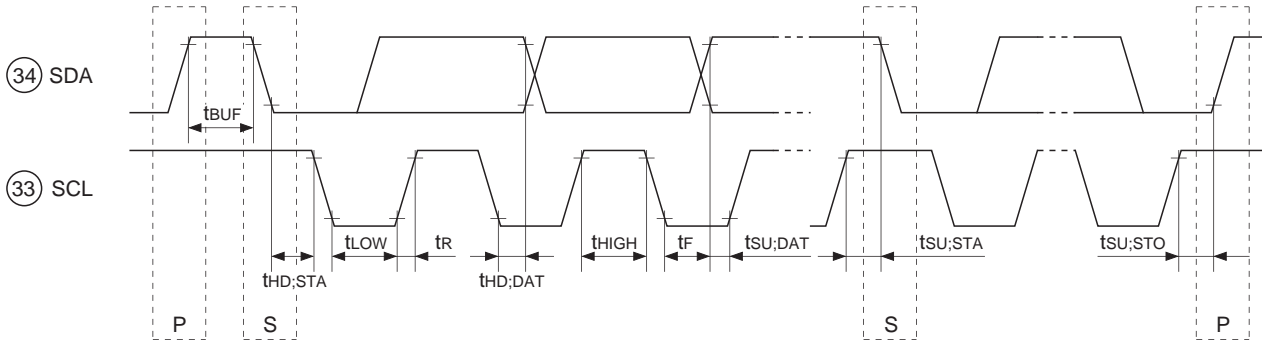 34 SDA
tBUF
33 SCL
tLOW tR tHIGH tF tSU;DAT tSU;STA tSU;STO
tHD;STA tHD;DAT
P S S P